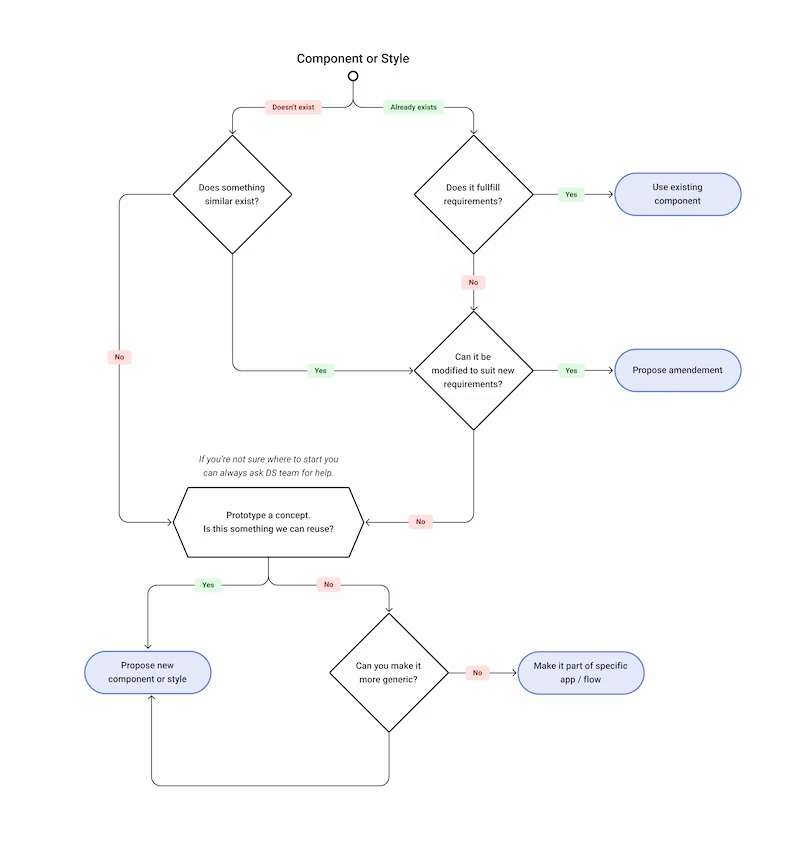 Component or Style
Doesn't exist
Already exists
Does something
similar exist?
Does it fullfill
requirements?
Yes
Use existing
component
No
No
Yes
Can it be
modified to suit new
requirements?
Yes
Propose amendement
If you're not sure where to start you
can always ask DS team for help.
Prototype a concept.
Is this something we can reuse?
No
Yes
No
Propose new
component or style
Can you make it
more generic?
No
Make it part of specific
app / flow